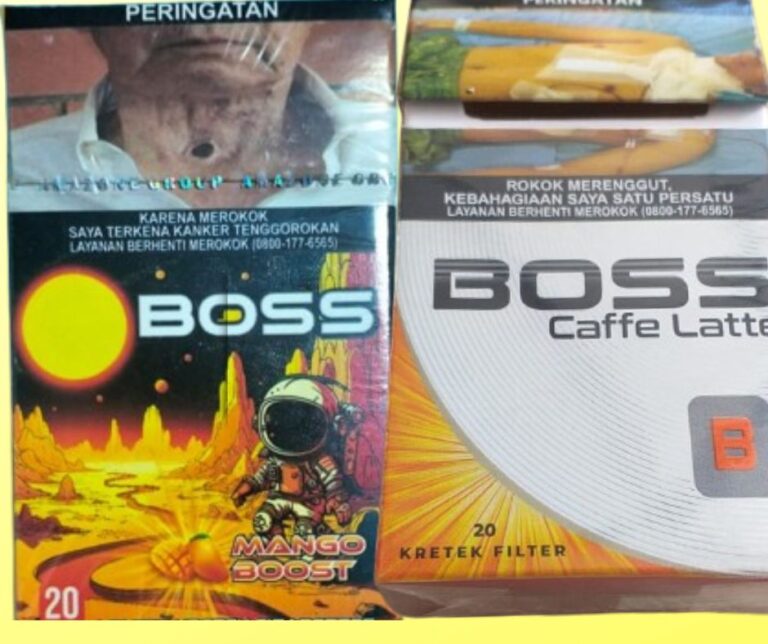 PERINGATAN
KARENA MEROKOK
SAYA TERKENA KANKER TENGGOROKAN
LAYANAN BERHENTI MEROKOK (0800-177-6565)
BOSS
MANGO
BOOST
20
PERINGATAN
ROKOK MERENGGUT,
KEBAHAGIAAN SAYA SATU PERSATU
LAYANAN BERHENTI MEROKOK (0800-177-6565)
BOSS
Caffe Latte
B
20
KRETEK FILTER